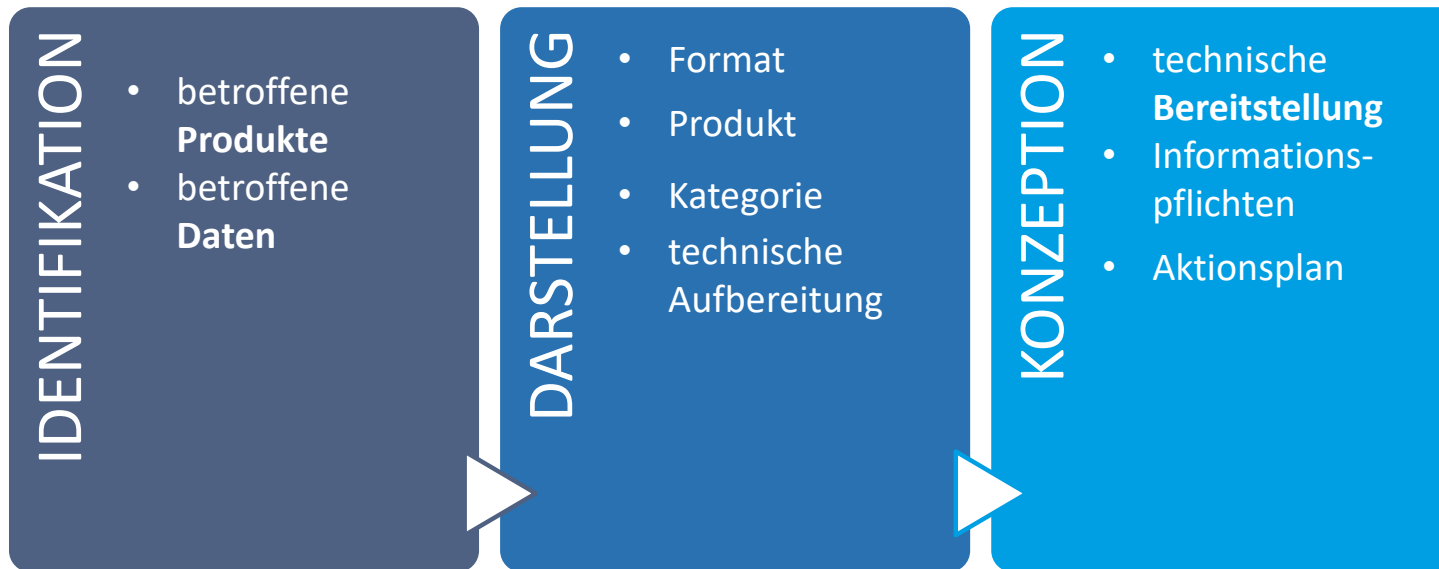 IDENTIFIKATION
• betroffene
Produkte
• betroffene
Daten
DARSTELLUNG
• Format
• Produkt
• Kategorie
• technische
Aufbereitung
KONZEPTION
• technische
Bereitstellung
• Informations-
pflichten
• Aktionsplan